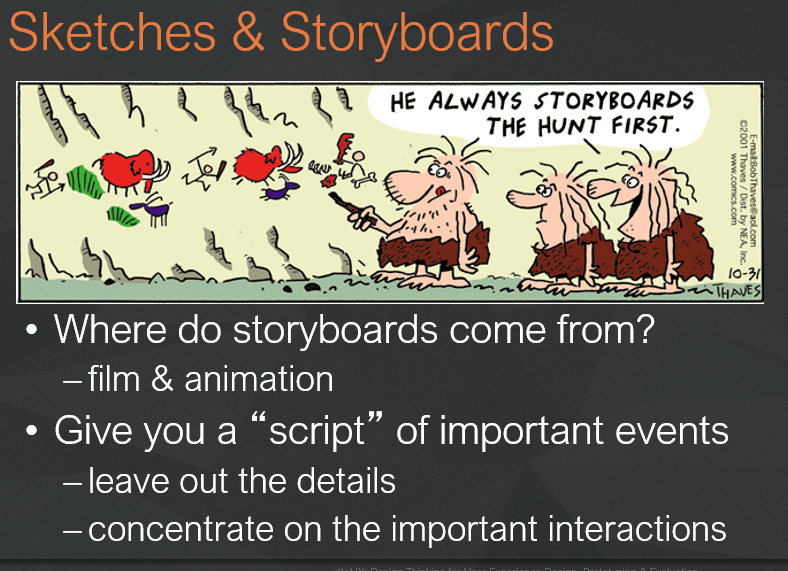 Sketches & Storyboards
HE ALWAYS STORYBOARDS
THE HUNT FIRST.
E-mail:BobThaves@aol.com
©2001 Thaves / Dist. by NEA, Inc.
www.comics.com
10-31
THAVES
• Where do storyboards come from?
– film & animation
• Give you a “script” of important events
– leave out the details
– concentrate on the important interactions